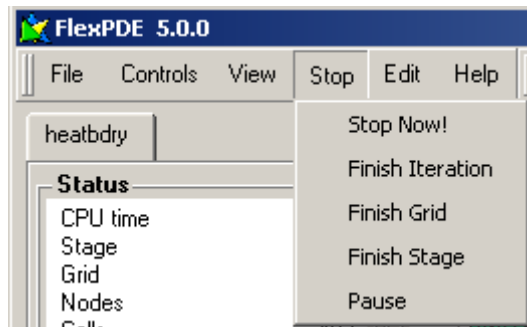 FlexPDE 5.0.0
File Controls View Stop Edit Help
heatbdry
Stop Now!
Finish Iteration
Finish Grid
Finish Stage
Pause
Status
CPU time
Stage
Grid
Nodes
Cells